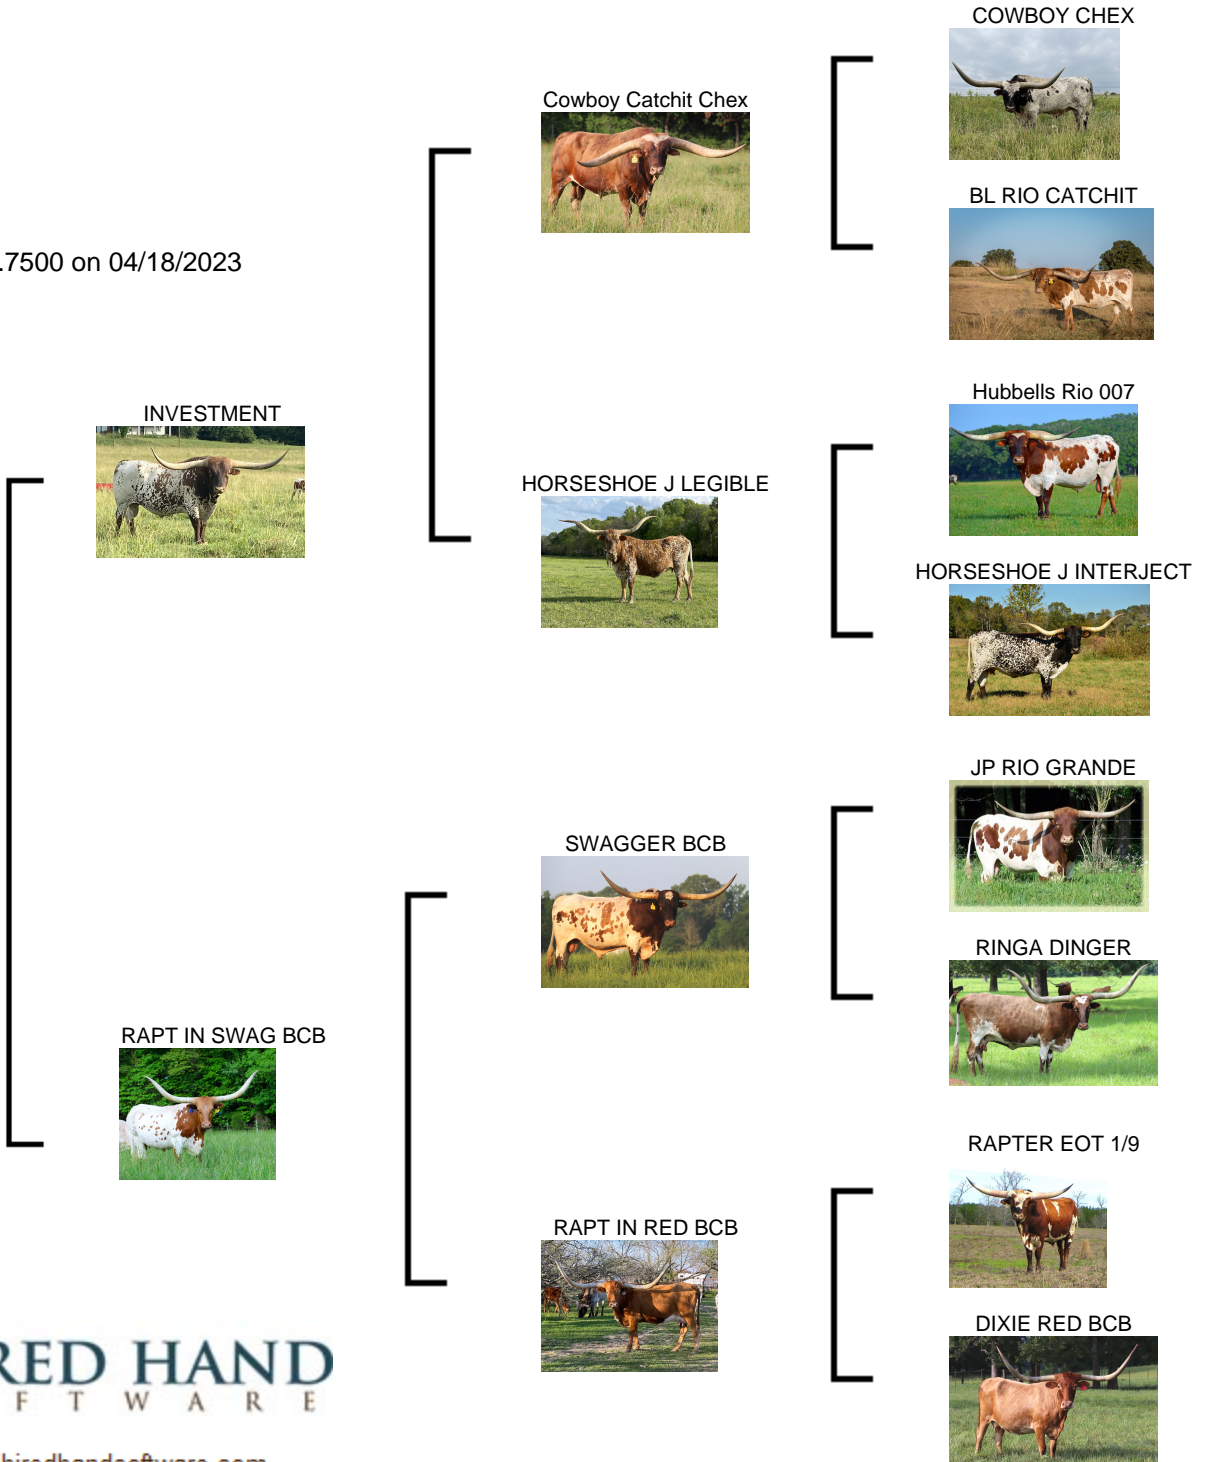 COWBOY CHEX
Cowboy Catchit Chex
BL RIO CATCHIT
.7500 on 04/18/2023
Hubbells Rio 007
INVESTMENT
HORSESHOE J LEGIBLE
HORSESHOE J INTERJECT
JP RIO GRANDE
SWAGGER BCB
RINGA DINGER
RAPT IN SWAG BCB
RAPTER EOT 1/9
RAPT IN RED BCB
DIXIE RED BCB
RED HAND
F T W A R E
hiredhandsoftware.com